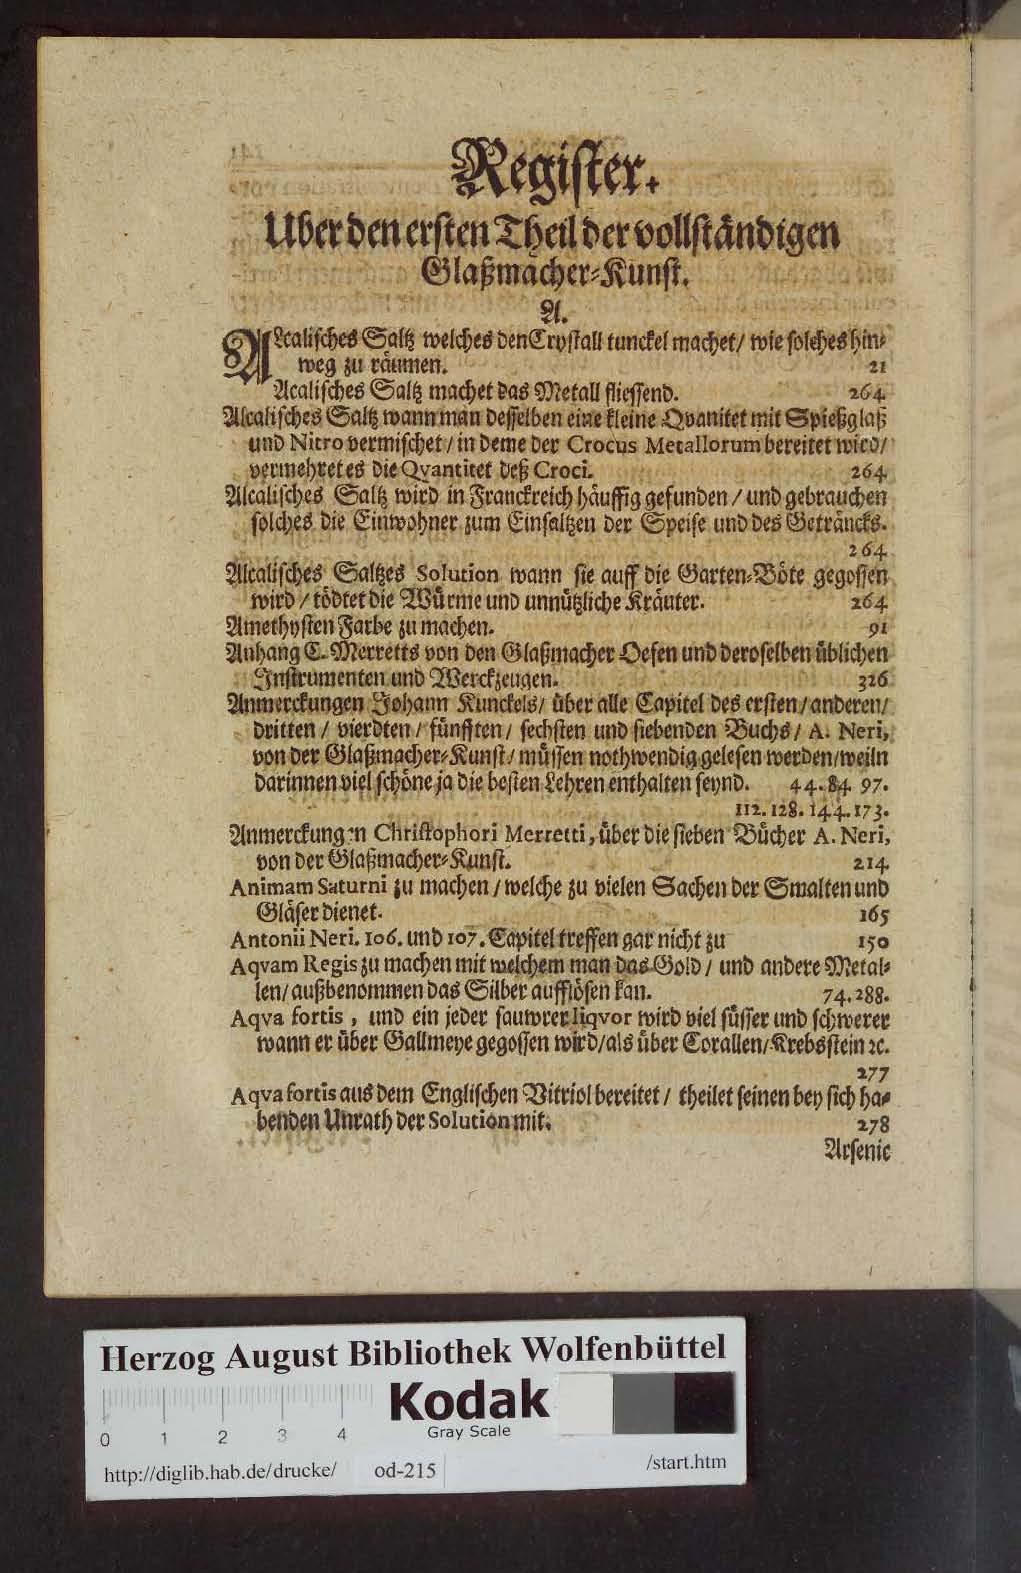 Register.
Uber den ersten Theil der vollständigen
Glaßmacher-Kunst.
A.
ALcalisches Saltz welches den Crystall tunckel machet / wie solches hin-
weg zu räumen. 21
Acalisches Saltz machet das Metall fliessend. 264
Alcalisches Saltz wann man desselben eine kleine Qvanitet mit Spießglaß
und Nitro vermischet / in deme der Crocus Metallorum bereitet wird /
vermehret es die Qvantitet deß Croci. 264
Alcalisches Saltz wird in Franckreich häuffig gefunden / und gebrauchen
solches die Einwohner zum Einsaltzen der Speise und des Geträncks.
264
Alcalisches Saltzes Solution wann sie auff die Garten-Böte gegossen
wird / tödtet die Würme und unnützliche Kräuter. 264
Amethysten Farbe zu machen. 91
Anhang C. Merretts von den Glaßmacher Oefen und deroselben üblichen
Instrumenten und Werckzeugen. 326
Anmerckungen Johann Kunckels / über alle Capitel des ersten / anderen /
dritten / vierdten / fünfften / sechsten und siebenden Buchs / A. Neri,
von der Glaßmacher-Kunst / müssen nothwendig gelesen werden / weiln
darinnen viel schöne ja die besten Lehren enthalten seynd. 44. 84. 97.
112. 128. 144. 173.
Anmerckungen Christophori Merretti, über die sieben Bücher A. Neri,
von der Glaßmacher-Kunst. 214
Animam Saturni zu machen / welche zu vielen Sachen der Smalten und
Gläser dienet. 165
Antonii Neri. 106. und 107. Capitel treffen gar nicht zu 150
Aqvam Regis zu machen mit welchem man das Gold / und andere Metal-
len / außbenommen das Silber aufflösen kan. 74. 288.
Aqva fortis, und ein jeder sauwrer liqvor wird viel süsser und schwerer
wann er über Gallmeye gegossen wird / als über Corallen / Krebsstein ꝛc.
277
Aqva fortis aus dem Englischen Vitriol bereitet / theilet seinen bey sich ha-
benden Unrath der Solution mit. 278
Arsenic
Herzog August Bibliothek Wolfenbüttel
Kodak
Gray Scale
0 1 2 3 4
http://diglib.hab.de/drucke/ od-215 /start.htm